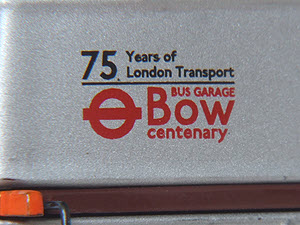 75 Years of
London Transport
BUS GARAGE
Bow
centenary